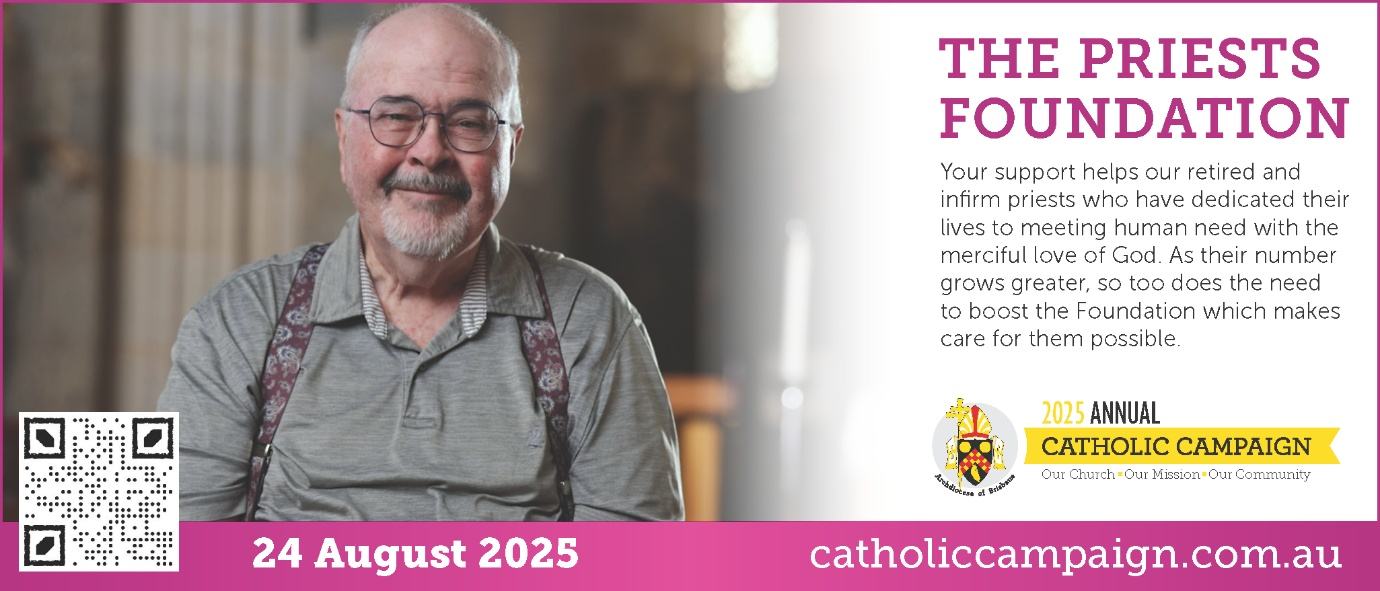 THE PRIESTS
FOUNDATION
Your support helps our retired and
infirm priests who have dedicated their
lives to meeting human need with the
merciful love of God. As their number
grows greater, so too does the need
to boost the Foundation which makes
care for them possible.
2025 ANNUAL
CATHOLIC CAMPAIGN
Our Church▪Our Mission▪Our Community
Archdiocese of Brisbane
24 August 2025
catholiccampaign.com.au